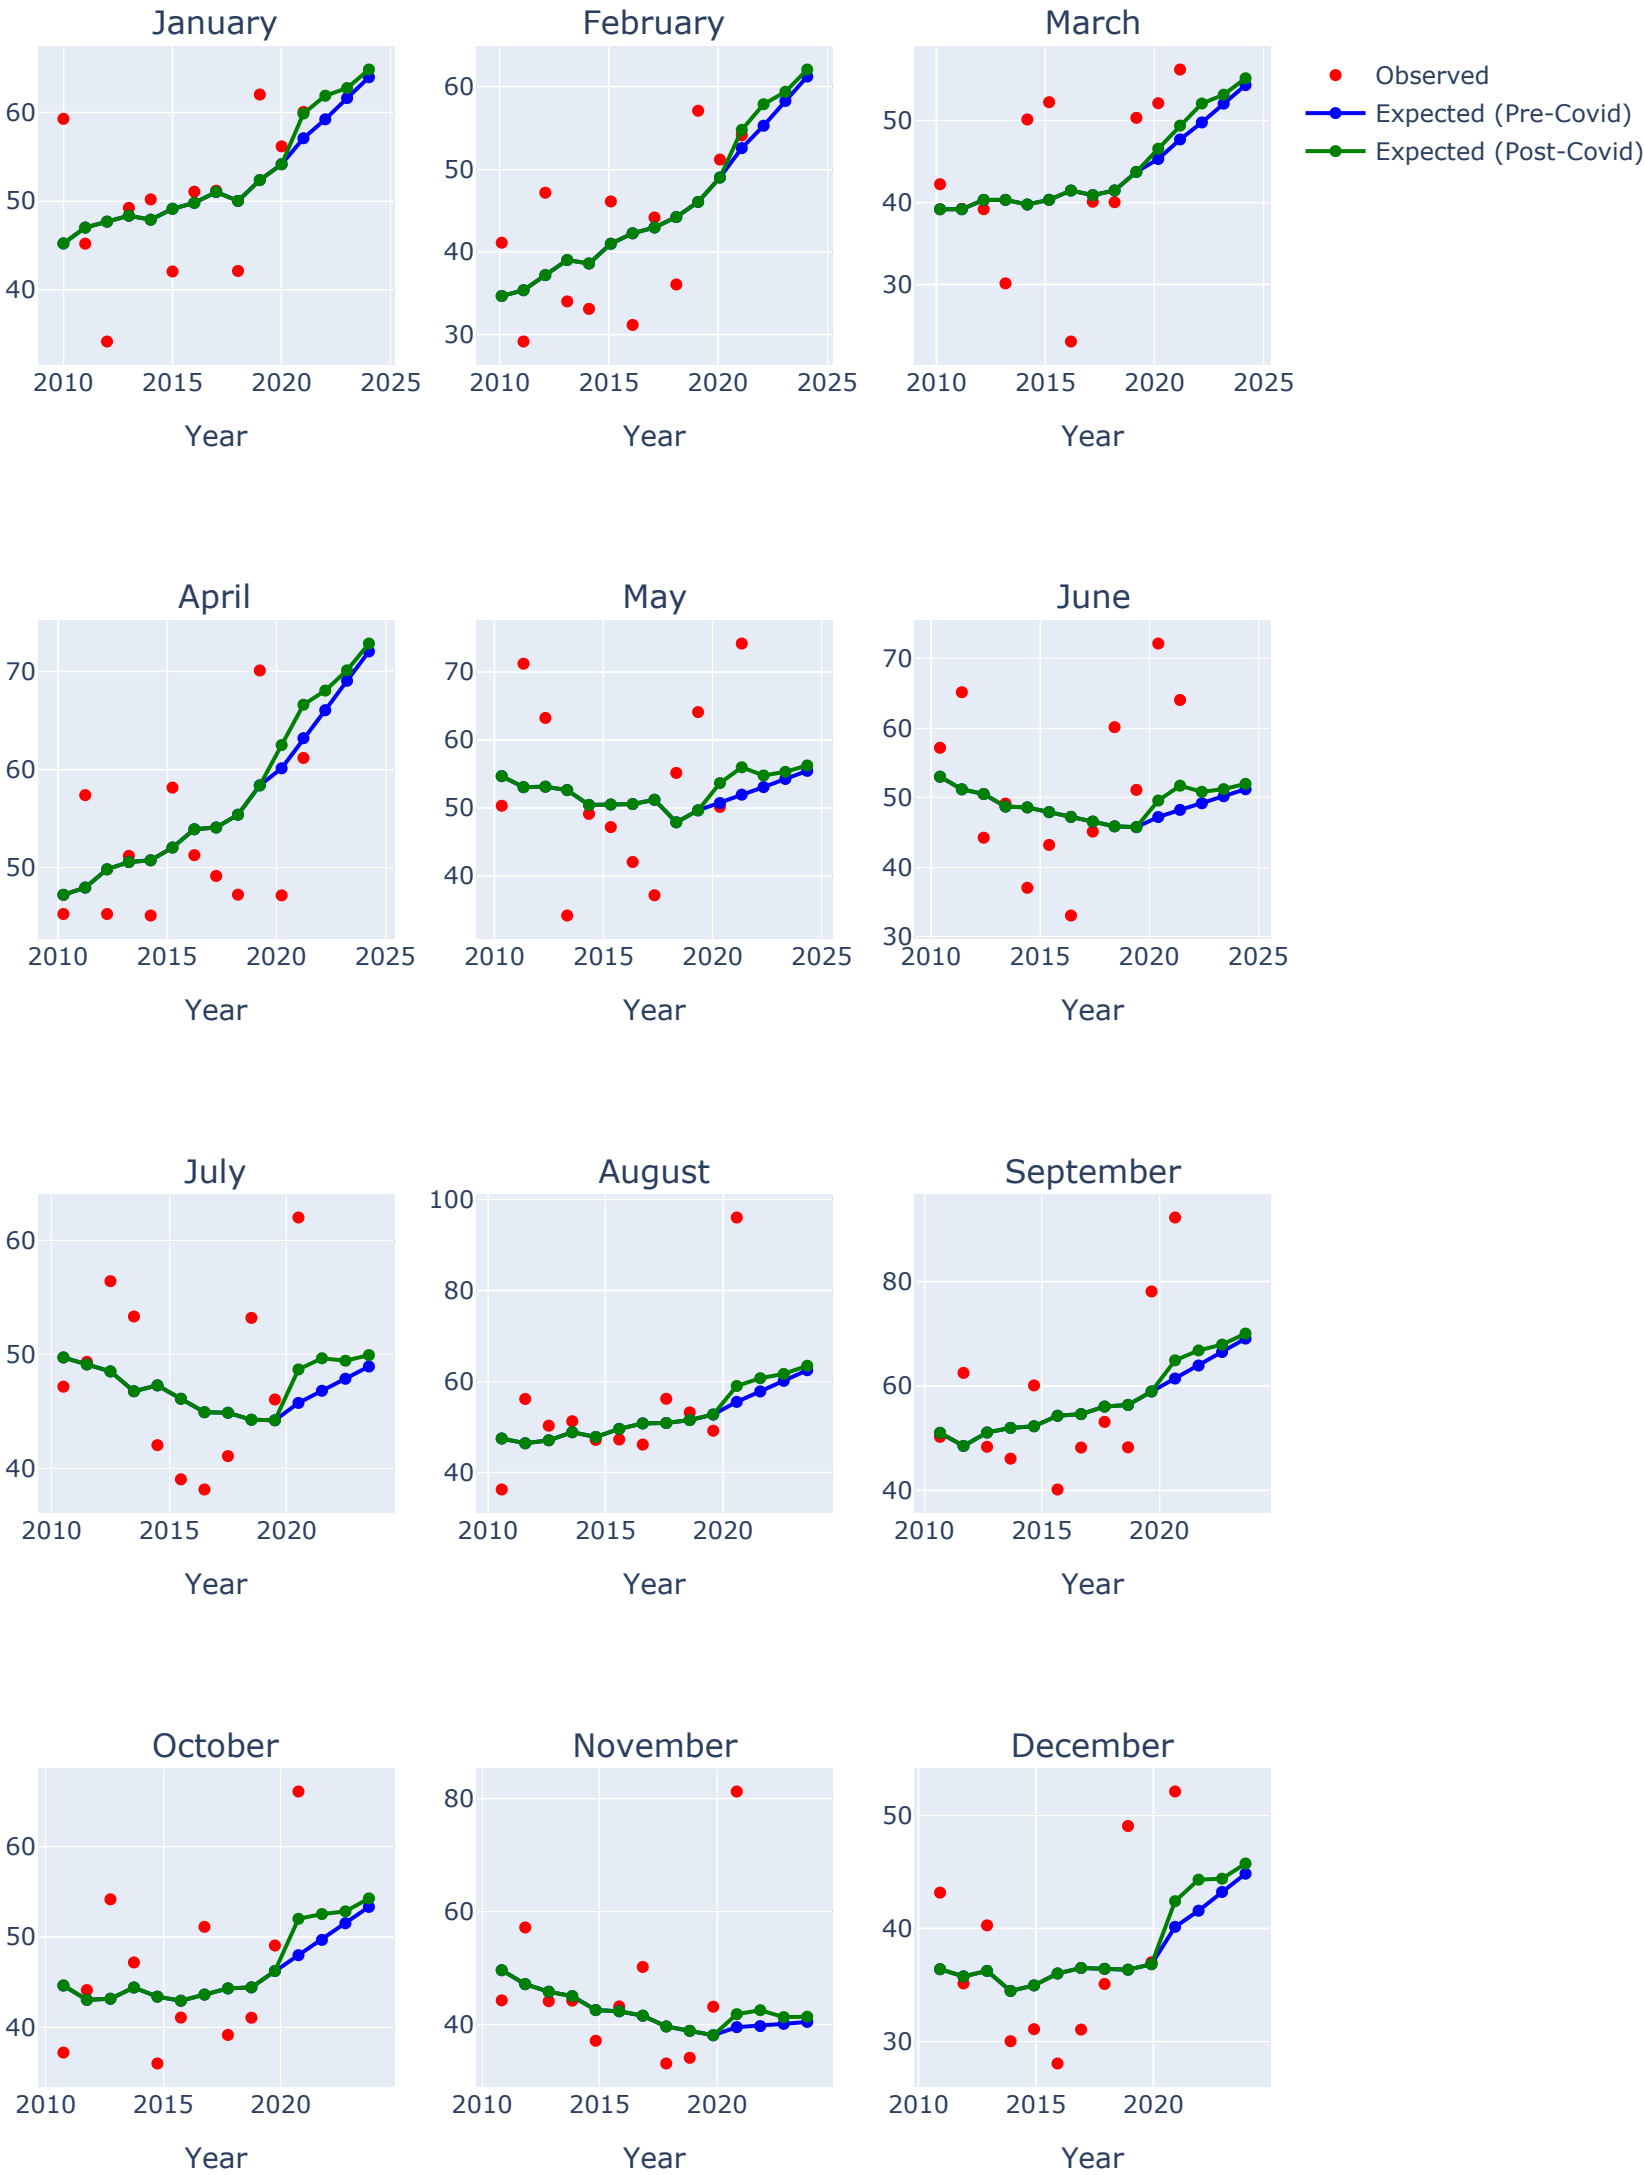 January February March
Observed
Expected (Pre-Covid)
Expected (Post-Covid)
60
50
40
2010 2015 2020 2025
Year
60
50
40
30
2010 2015 2020 2025
Year
50
40
30
2010 2015 2020 2025
Year
April May June
70
60
50
2010 2015 2020 2025
Year
70
60
50
40
2010 2015 2020 2025
Year
70
60
50
40
30
2010 2015 2020 2025
Year
July August September
60
50
40
2010 2015 2020
Year
100
80
60
40
2010 2015 2020
Year
80
60
40
2010 2015 2020
Year
October November December
60
50
40
2010 2015 2020
Year
80
60
40
2010 2015 2020
Year
50
40
30
2010 2015 2020
Year